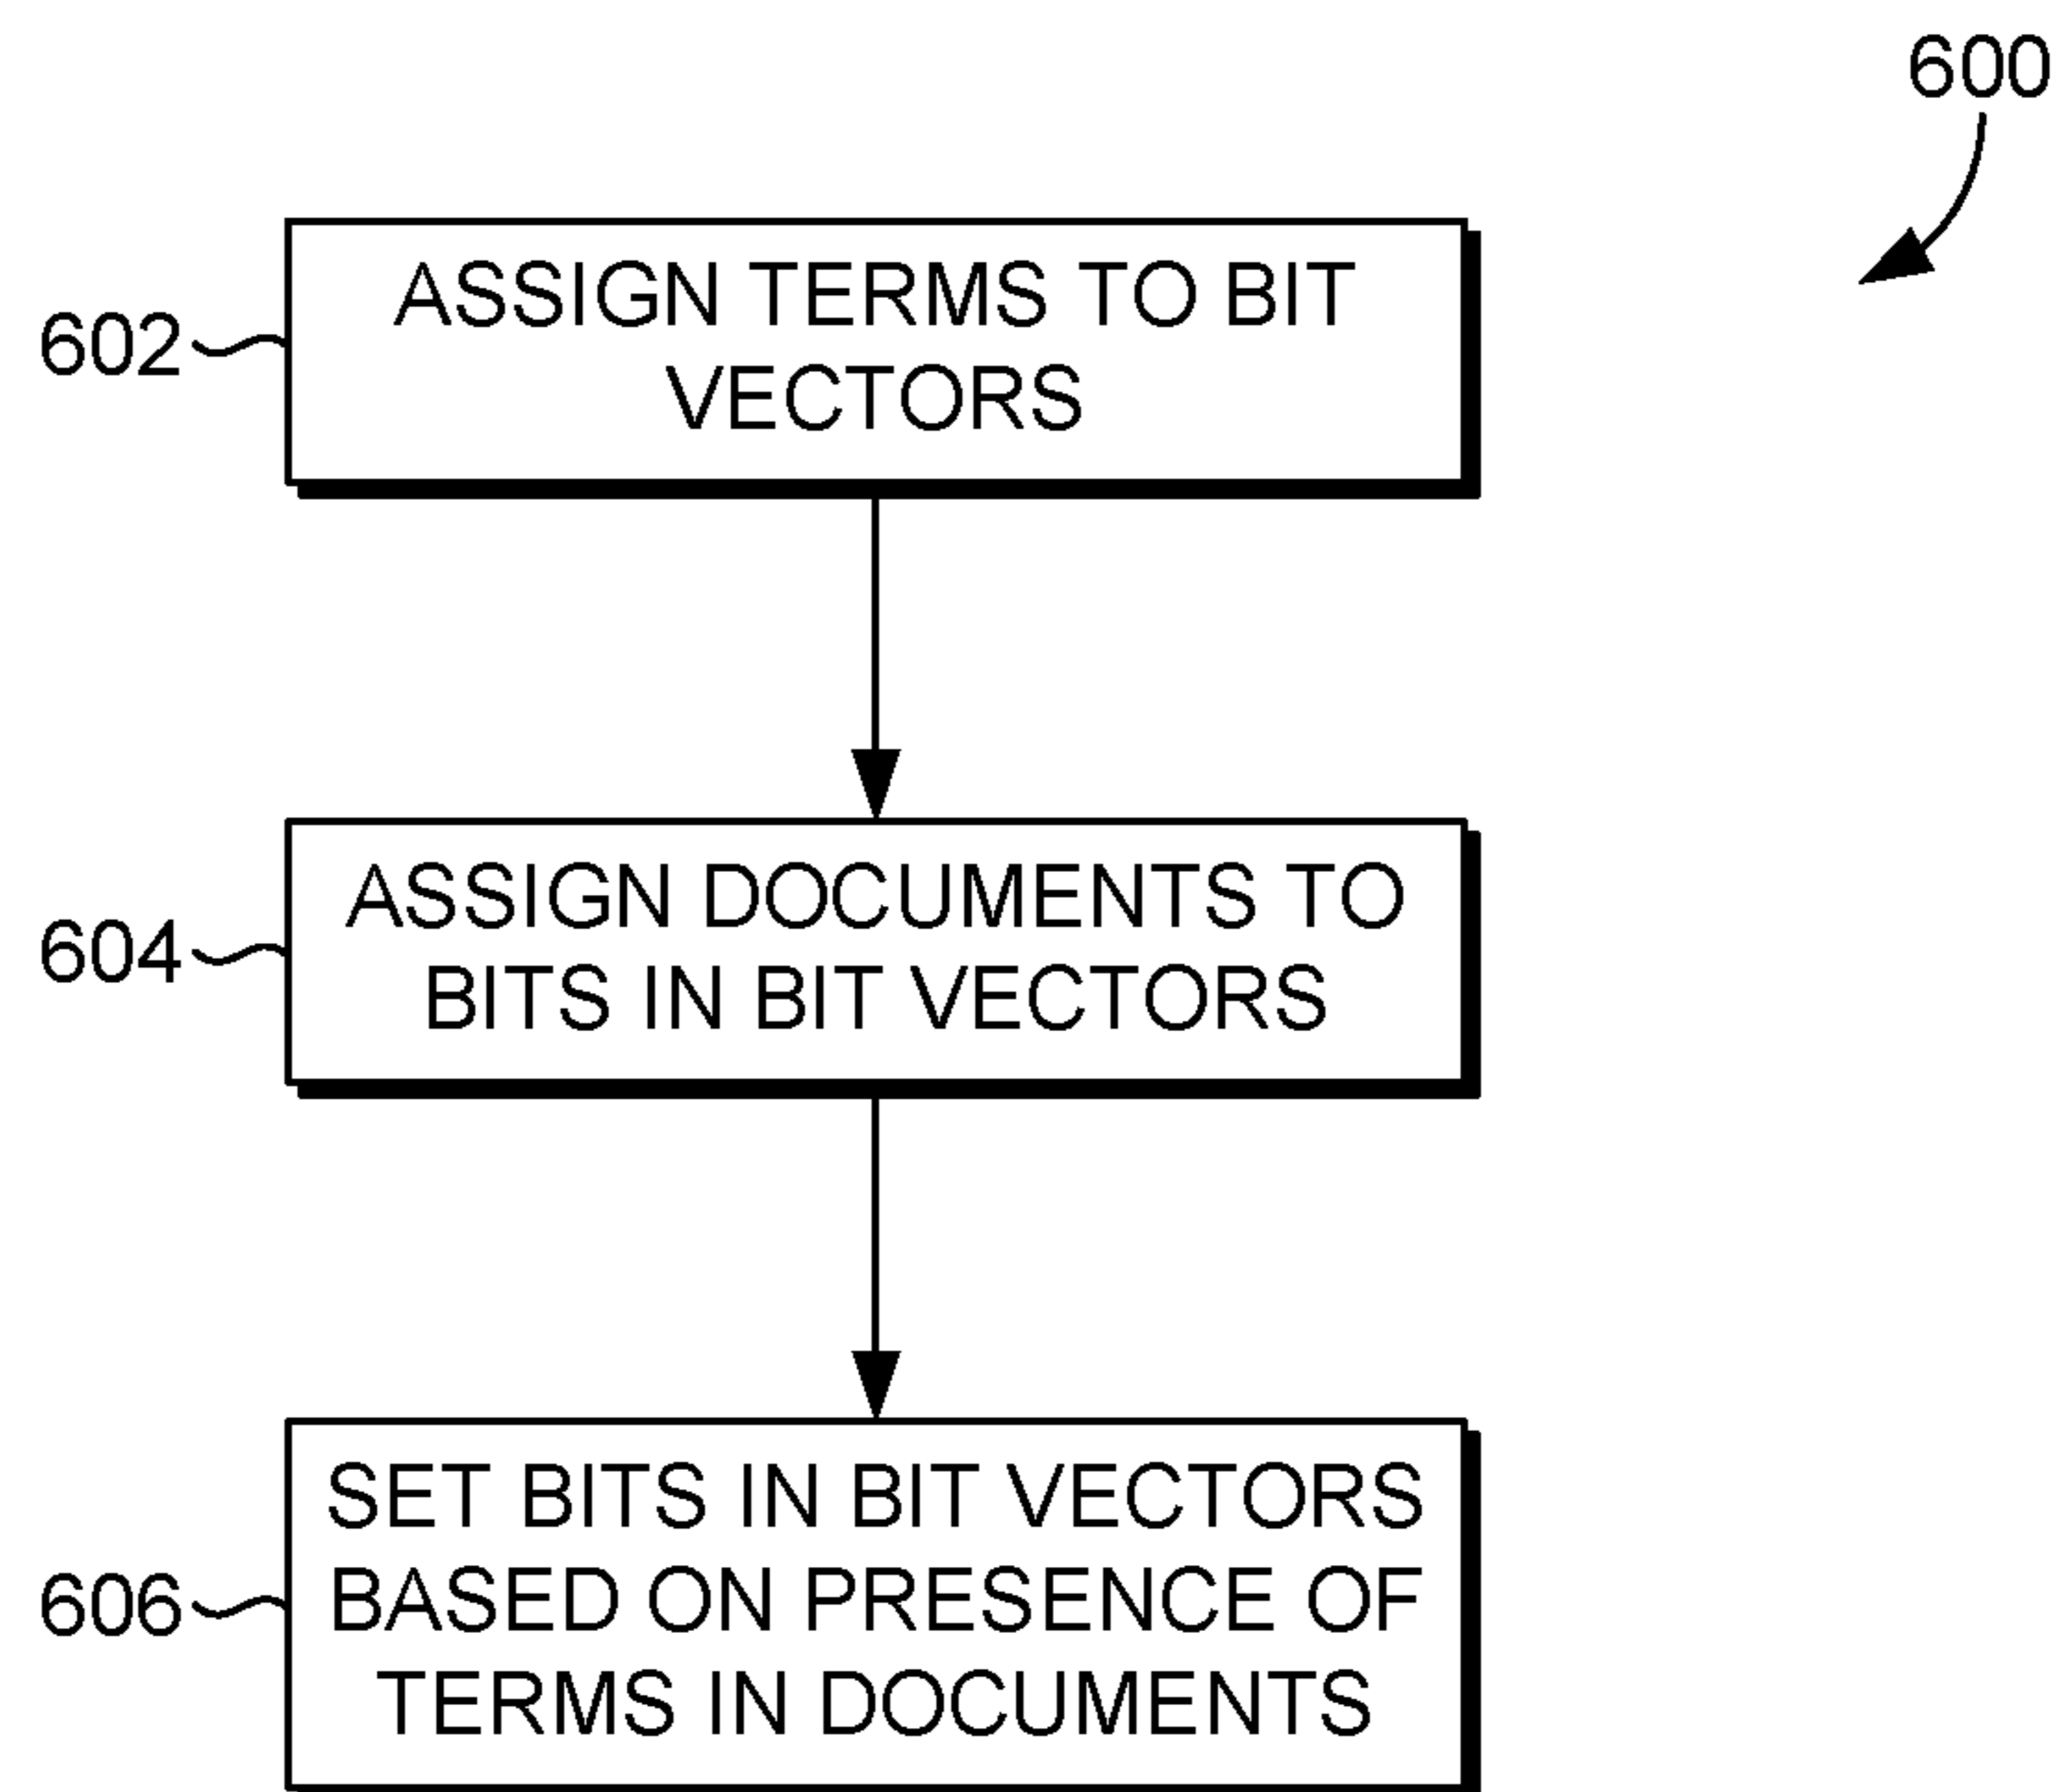 600
602
ASSIGN TERMS TO BIT
VECTORS
604
ASSIGN DOCUMENTS TO
BITS IN BIT VECTORS
606
SET BITS IN BIT VECTORS
BASED ON PRESENCE OF
TERMS IN DOCUMENTS